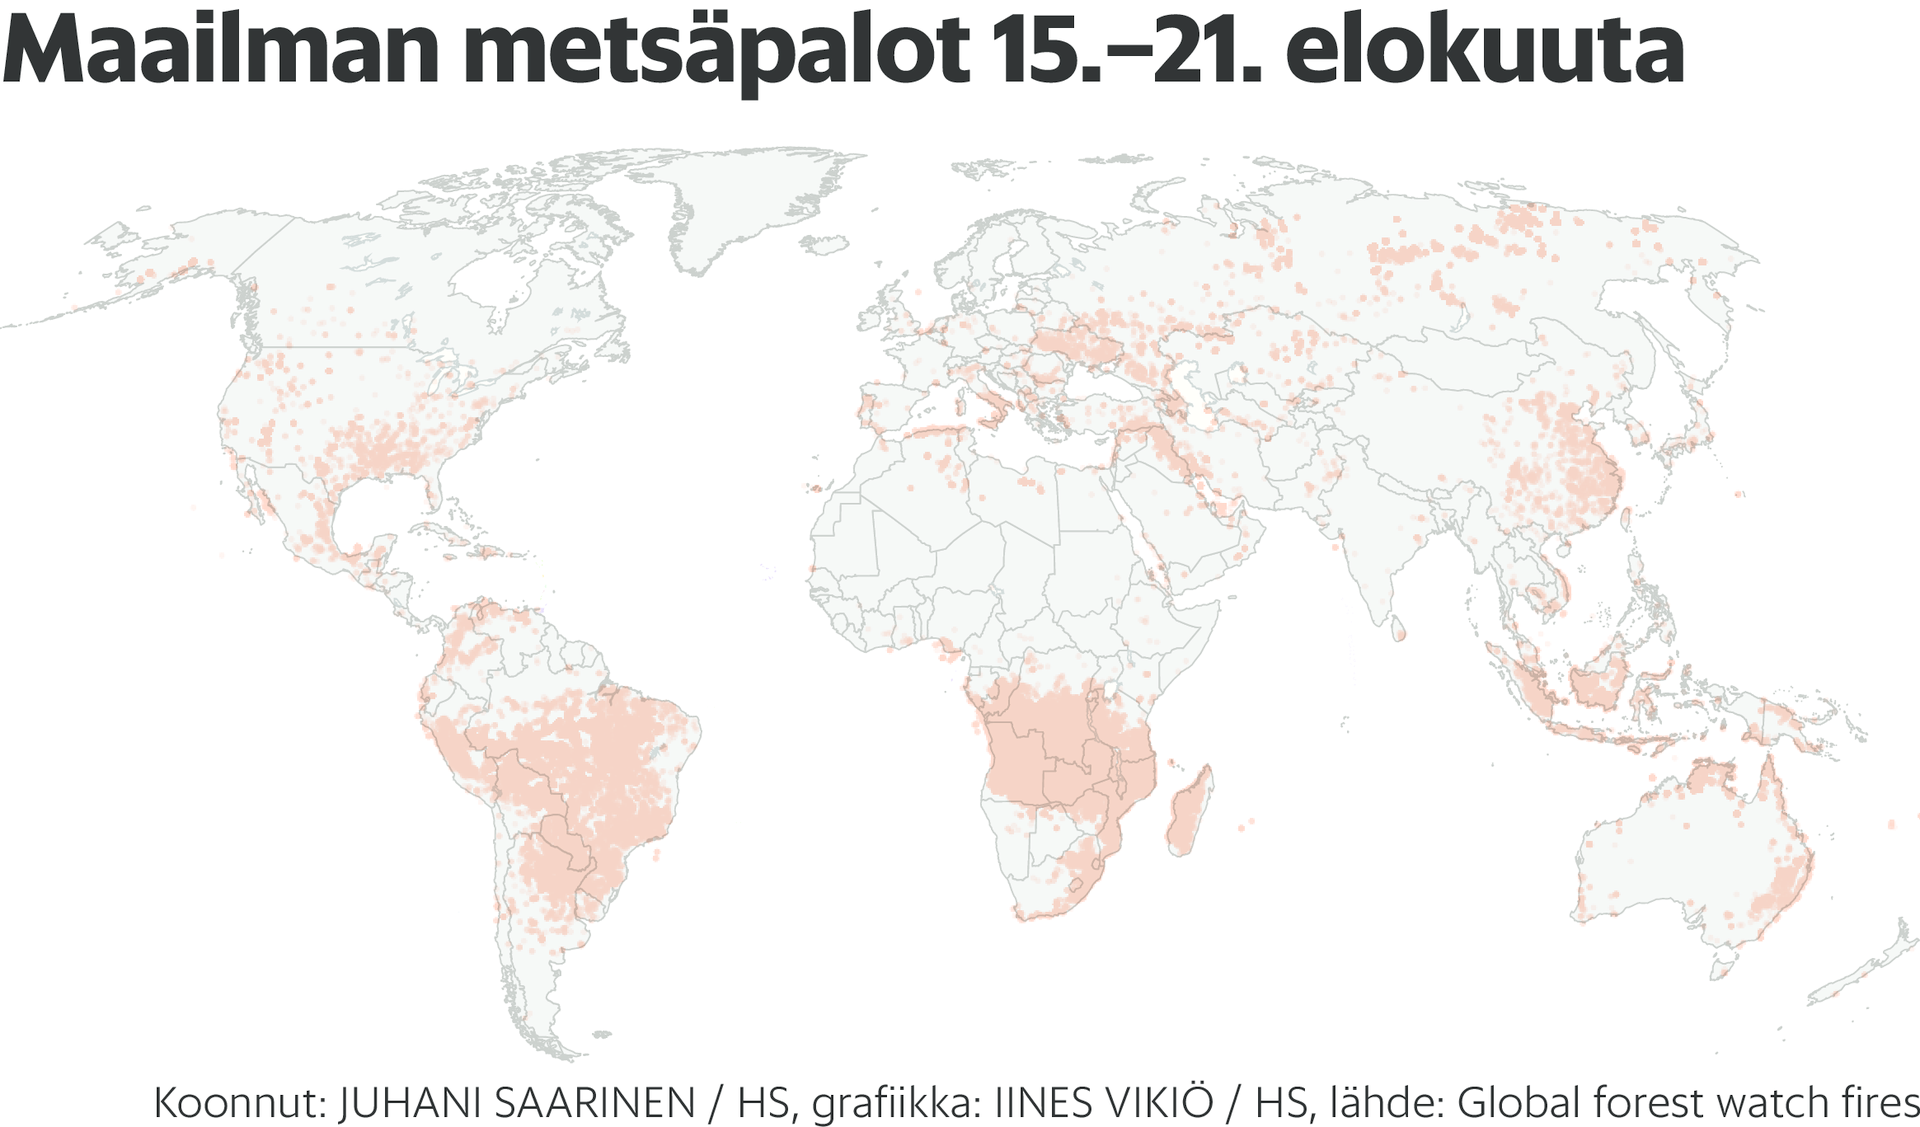 Maailman metsäpalot 15.–21. elokuuta
Koonnut: JUHANI SAARINEN / HS, grafiikka: IINES VIKIÖ / HS, lähde: Global forest watch fires